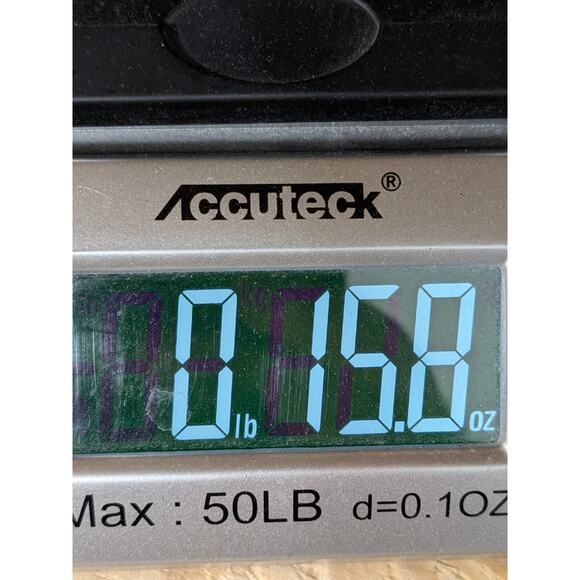 ACCUTECK®
0 lb 15.8 oz
Max : 50LB d=0.1OZ